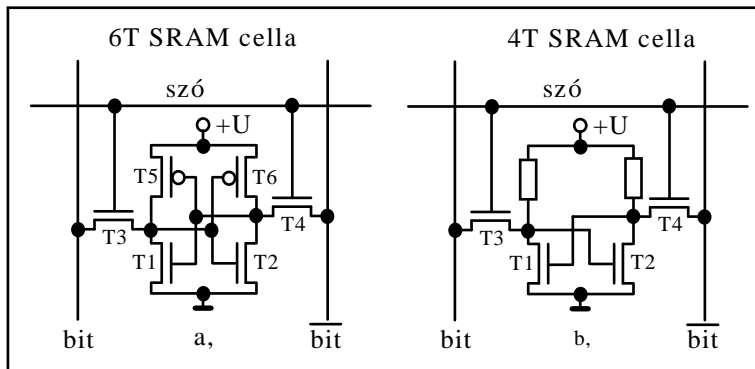 6T SRAM cella
szó
+U
T5
T6
T3
T4
T1
T2
bit
a,
bit
4T SRAM cella
szó
+U
T3
T4
T1
T2
bit
b,
bit